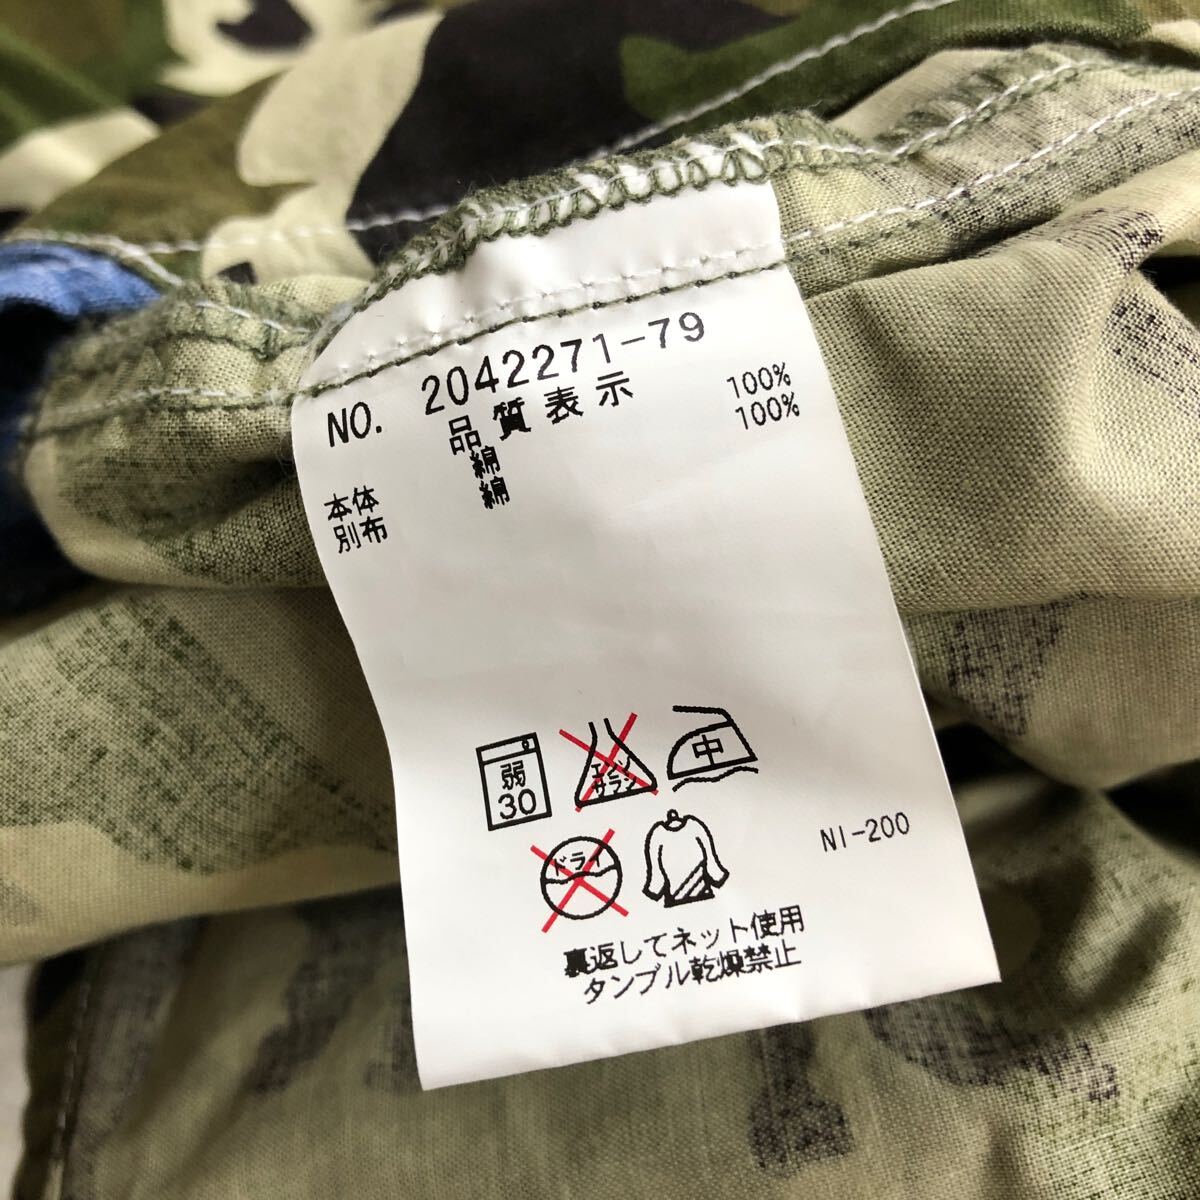 NO. 2042271-79
品質表示
本体 綿 100%
別布 綿 100%
弱
30
エンソ
サラシ
中
ドライ
NI-200
裏返してネット使用
タンブル乾燥禁止